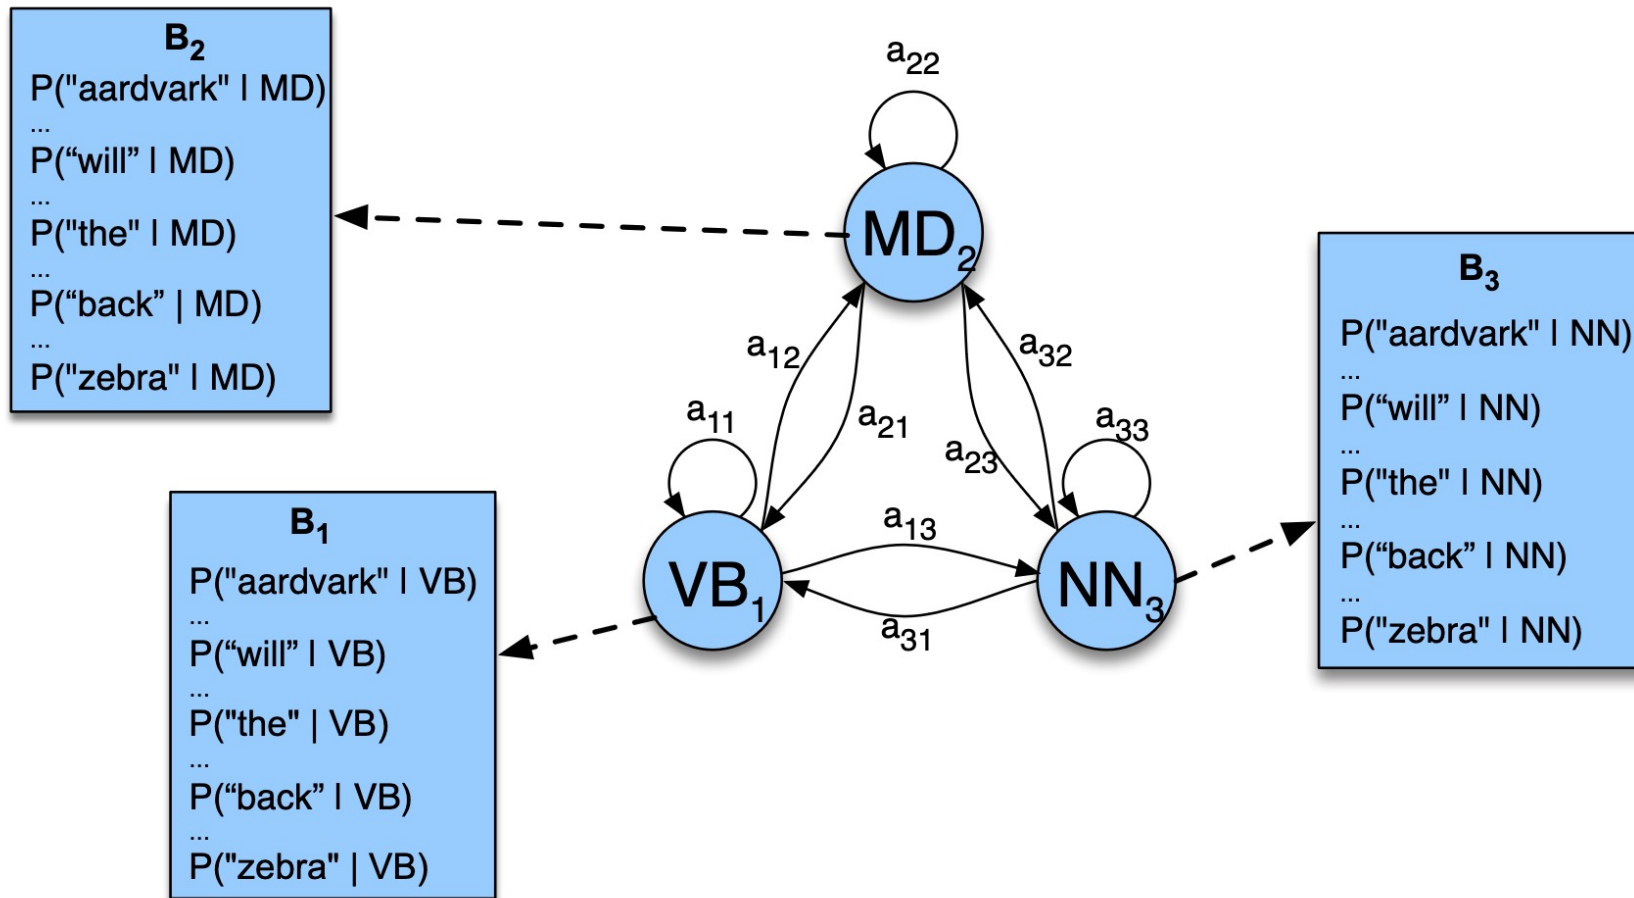 B2
P("aardvark" | MD)
...
P(“will” | MD)
...
P("the" | MD)
...
P(“back” | MD)
...
P("zebra" | MD)
a22
MD2
a12
a21
a32
a23
a11
a33
a13
a31
VB1
NN3
B1
P("aardvark" | VB)
...
P(“will” | VB)
...
P("the" | VB)
...
P(“back” | VB)
...
P("zebra" | VB)
B3
P("aardvark" | NN)
...
P(“will” | NN)
...
P("the" | NN)
...
P(“back” | NN)
...
P("zebra" | NN)